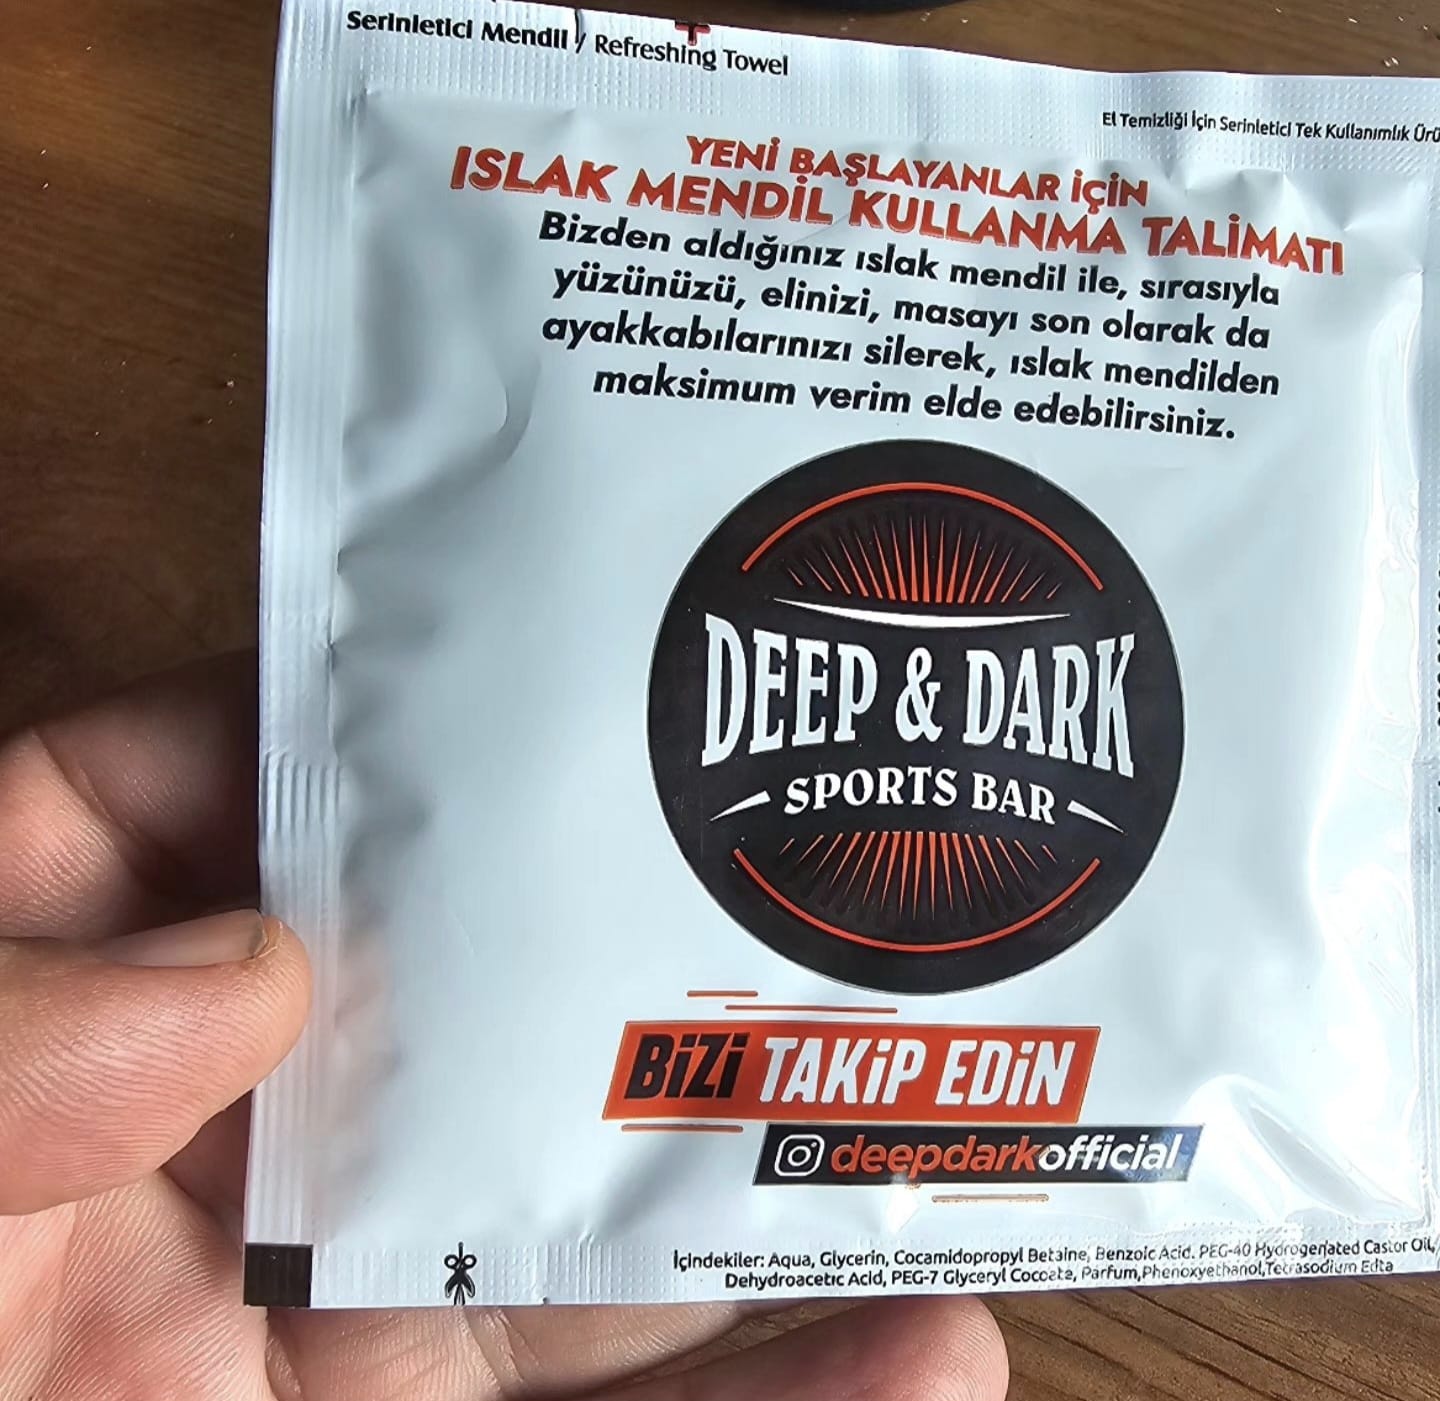 Serinletici Mendil / Refreshing Towel
El Temizliği İçin Serinletici Tek Kullanımlık
YENİ BAŞLAYANLAR İÇİN
ISLAK MENDİL KULLANMA TALİMATI
Bizden aldığınız ıslak mendil ile, sırasıyla
yüzünüzü, elinizi, masayı son olarak da
ayakkabılarınızı silerek, ıslak mendilden
maksimum verim elde edebilirsiniz.
DEEP & DARK
SPORTS BAR
BİZİ TAKİP EDİN
deepdarkofficial
İçindekiler: Aqua, Glycerin, Cocamidopropyl Betaine, Benzoic Acid. PEG-40 Hydrogenated Castor Oil,
Dehydroacetic Acid, PEG-7 Glyceryl Cocoate, Parfum,Phenoxyethanol,Tetrasodium Edta